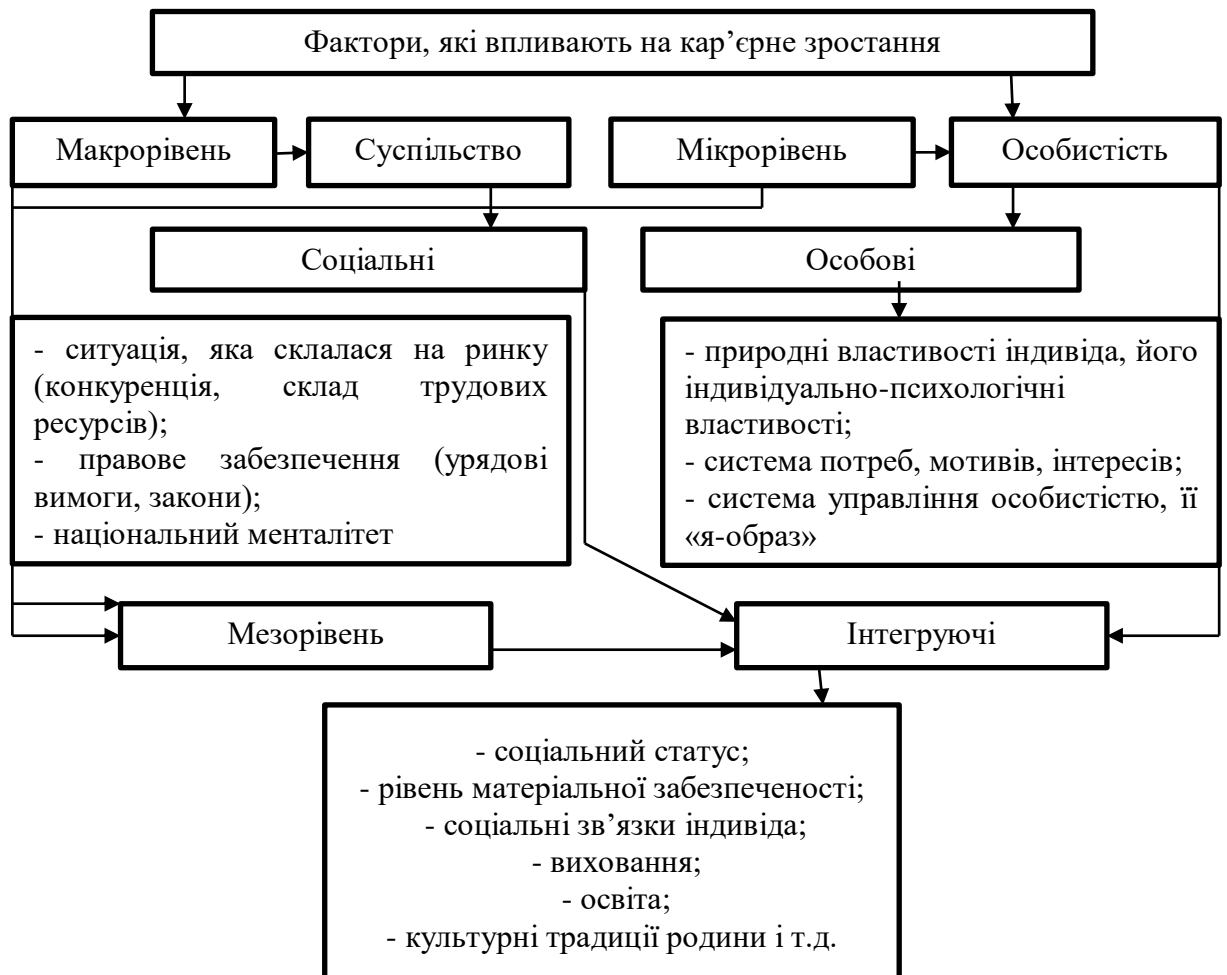 Фактори, які впливають на кар’єрне зростання
Макрорівень
Суспільство
Мікрорівень
Особистість
Соціальні
Особові
- ситуація, яка склалася на ринку
(конкуренція, склад трудових
ресурсів);
- правове забезпечення (урядові
вимоги, закони);
- національний менталітет
- природні властивості індивіда, його
індивідуально-психологічні
властивості;
- система потреб, мотивів, інтересів;
- система управління особистістю, її
«я-образ»
Мезорівень
Інтегруючі
- соціальний статус;
- рівень матеріальної забезпеченості;
- соціальні зв’язки індивіда;
- виховання;
- освіта;
- культурні традиції родини і т.д.